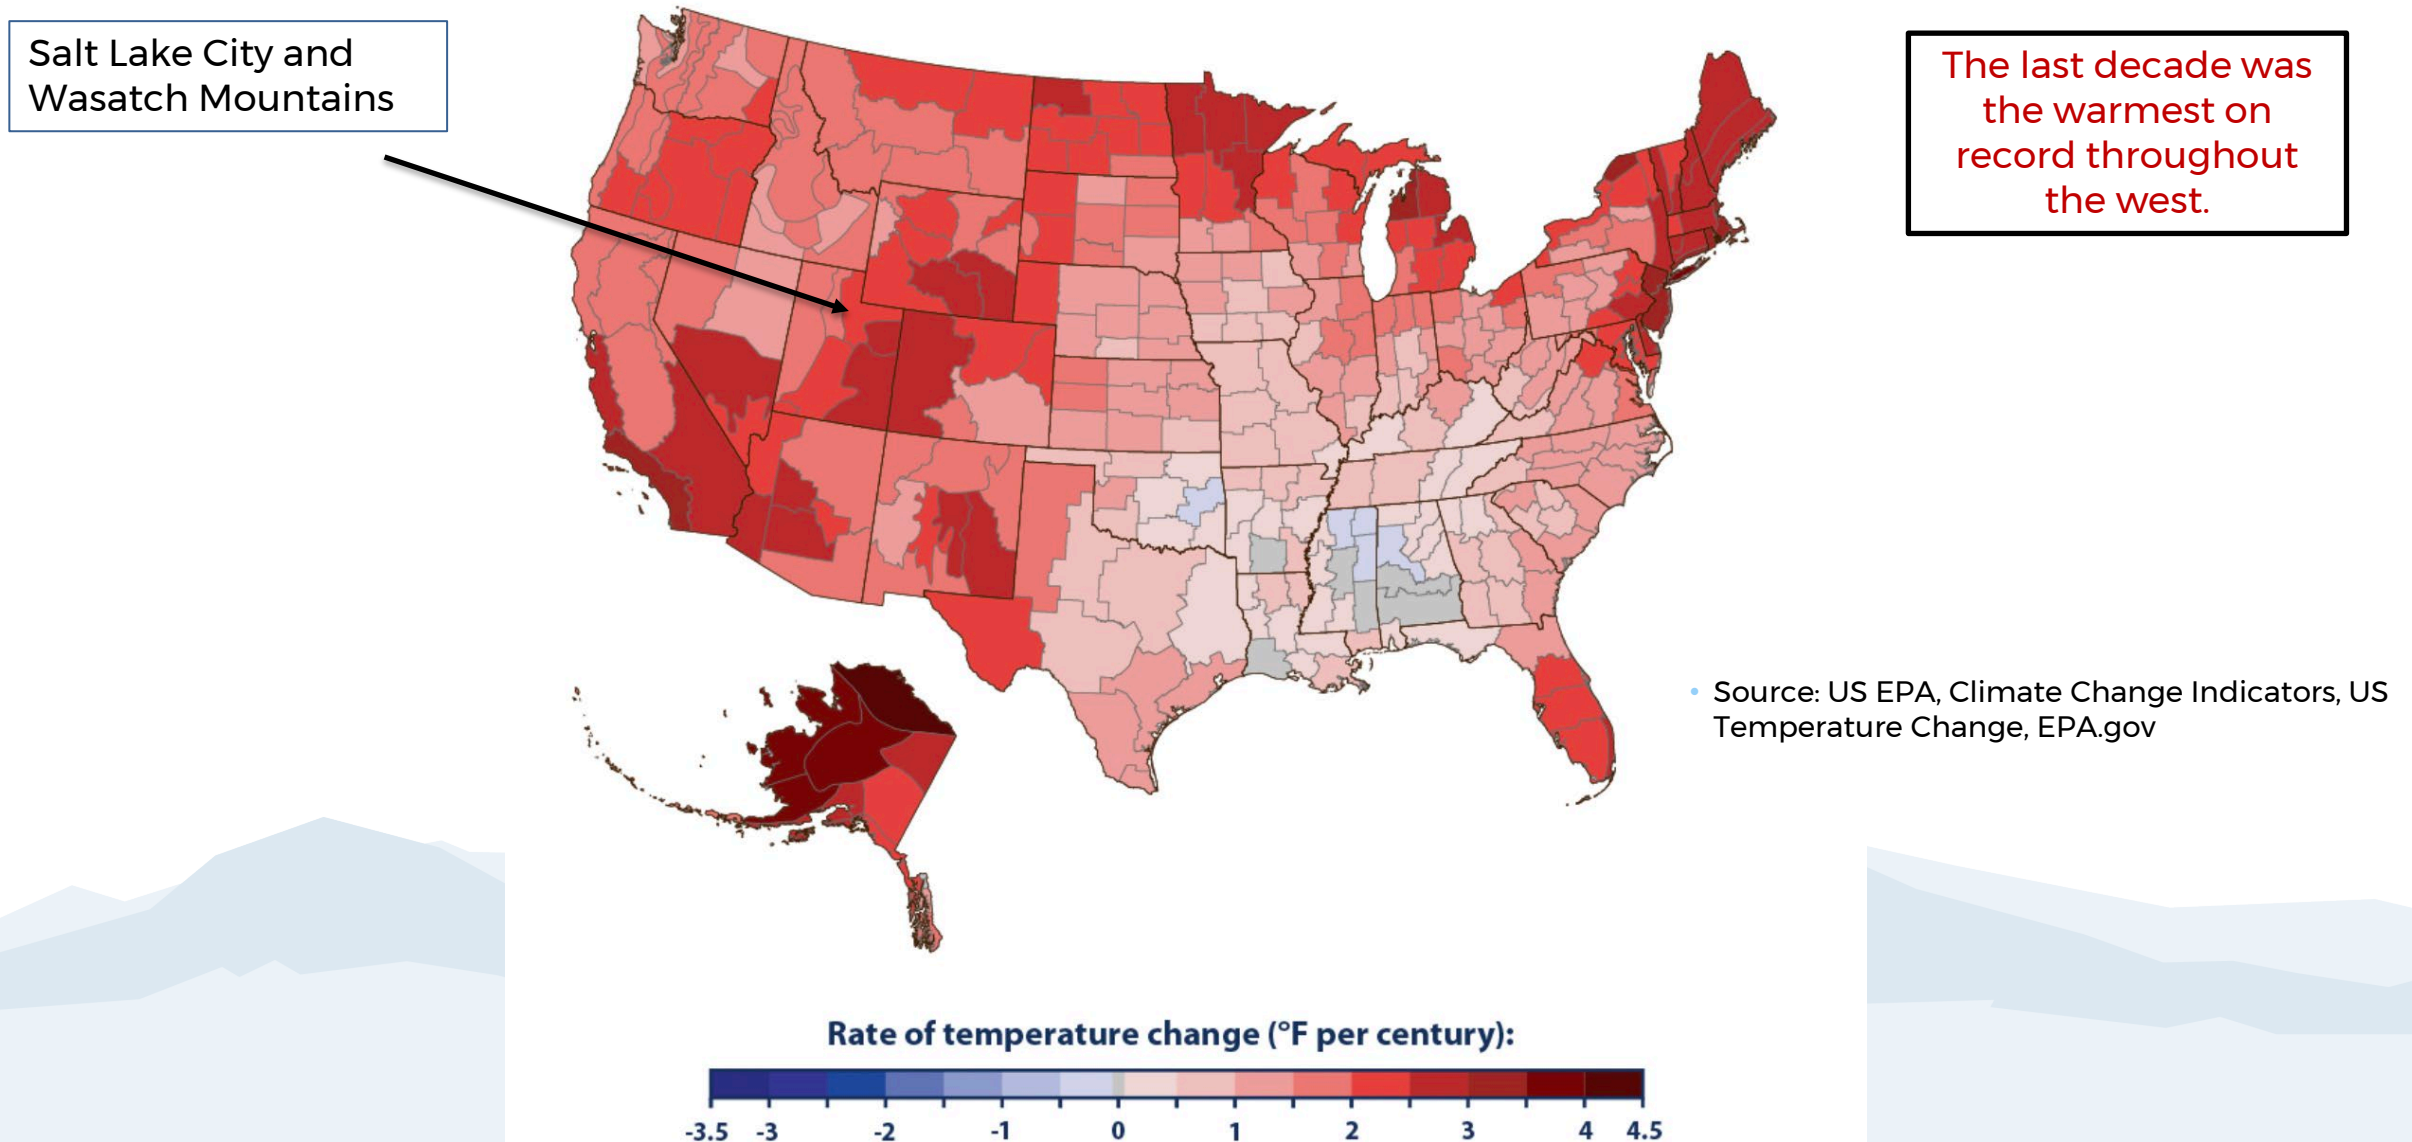 Salt Lake City and
Wasatch Mountains
The last decade was
the warmest on
record throughout
the west.
• Source: US EPA, Climate Change Indicators, US
Temperature Change, EPA.gov
Rate of temperature change (°F per century):
-3.5 -3 -2 -1 0 1 2 3 4 4.5